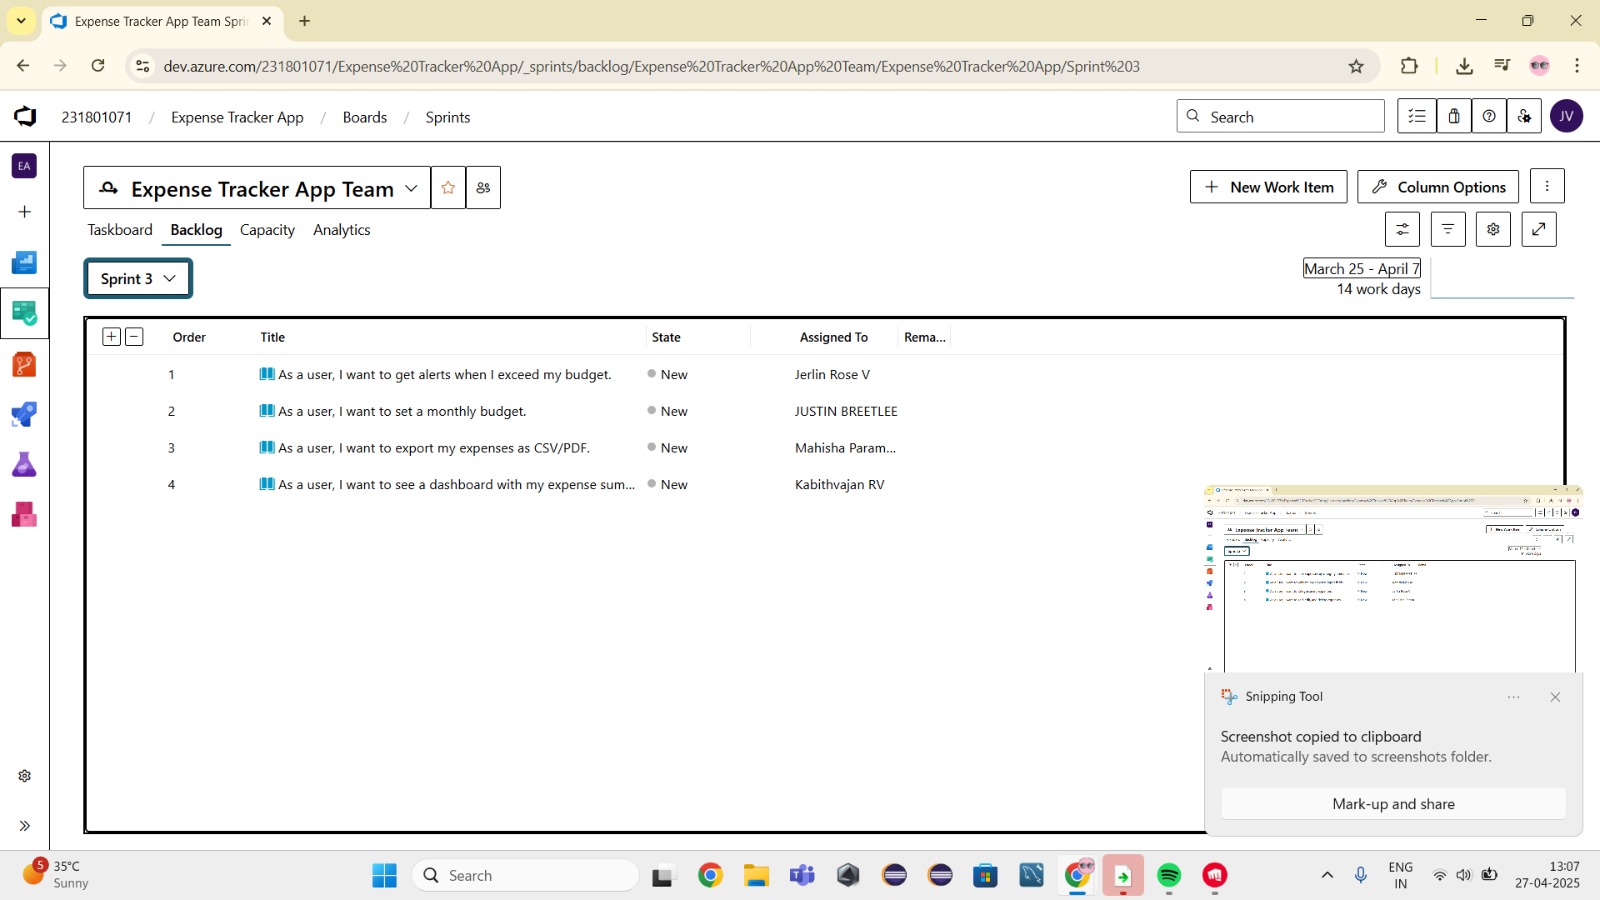 Expense Tracker App Team Spri
dev.azure.com/231801071/Expense%20Tracker%20App/_sprints/backlog/Expense%20Tracker%20App%20Team/Expense%20Tracker%20App/Sprint%203
231801071 / Expense Tracker App / Boards / Sprints
Search
JV
EA
Expense Tracker App Team
New Work Item
Column Options
Taskboard Backlog Capacity Analytics
Sprint 3
March 25 - April 7
14 work days
Order Title State Assigned To Rema...
1 As a user, I want to get alerts when I exceed my budget. New Jerlin Rose V
2 As a user, I want to set a monthly budget. New JUSTIN BREETLEE
3 As a user, I want to export my expenses as CSV/PDF. New Mahisha Param...
4 As a user, I want to see a dashboard with my expense sum... New Kabithvajan RV
Expense Tracker App Team
Snipping Tool
Screenshot copied to clipboard
Automatically saved to screenshots folder.
Mark-up and share
5
35°C
Sunny
Search
ENG
IN
13:07
27-04-2025